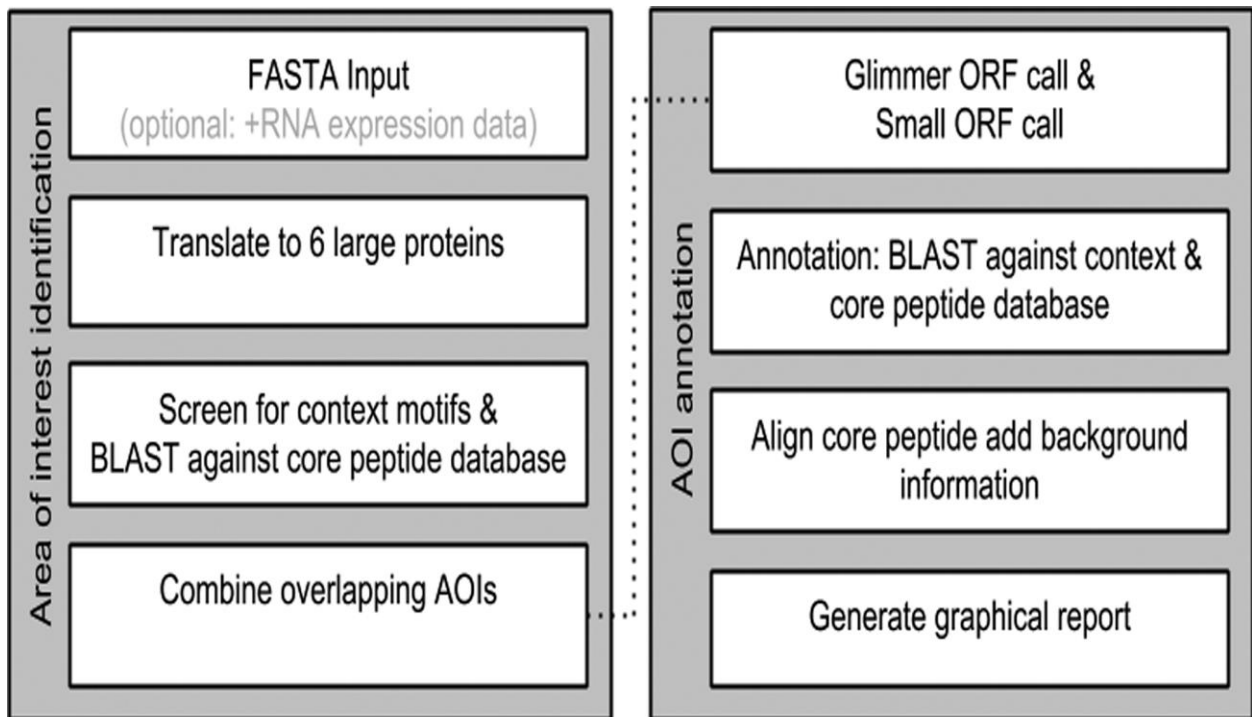 Area of interest identification
FASTA Input
(optional: +RNA expression data)
Translate to 6 large proteins
Screen for context motifs &
BLAST against core peptide database
Combine overlapping AOIs
AOI annotation
Glimmer ORF call &
Small ORF call
Annotation: BLAST against context &
core peptide database
Align core peptide add background
information
Generate graphical report